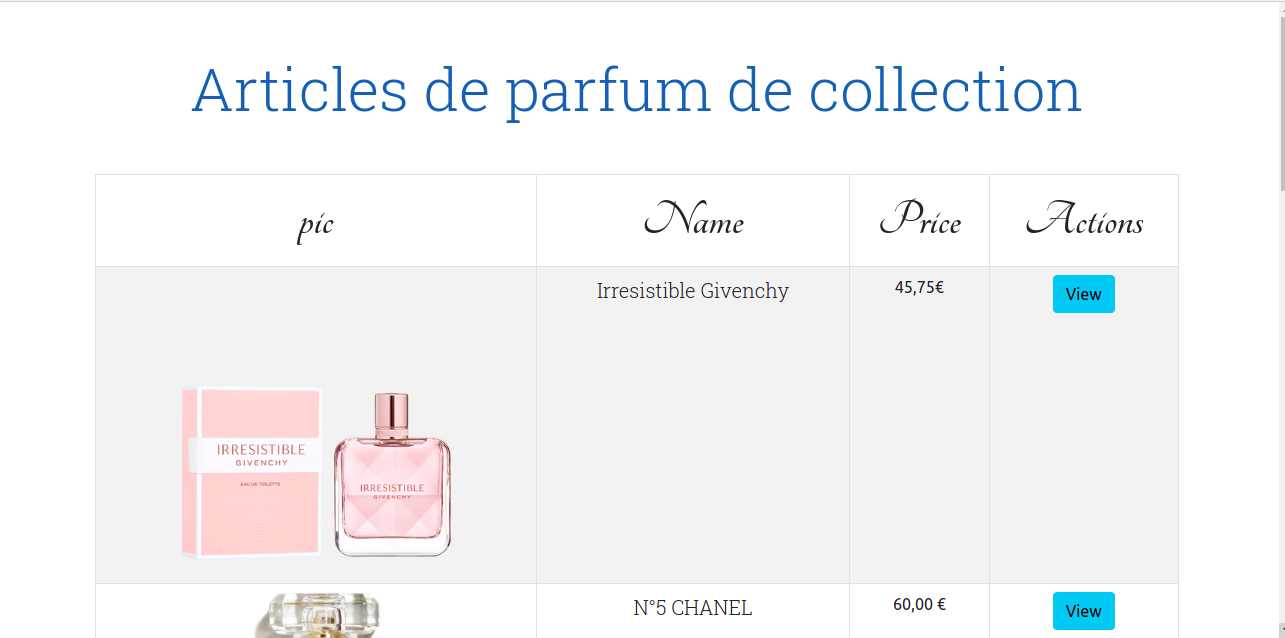 Articles de parfum de collection
pic Name Price Actions
Irresistible Givenchy 45,75€ View
IRRESISTIBLE
GIVENCHY
EAU DE TOILETTE
IRRESISTIBLE
GIVENCHY
N°5 CHANEL 60,00 € View